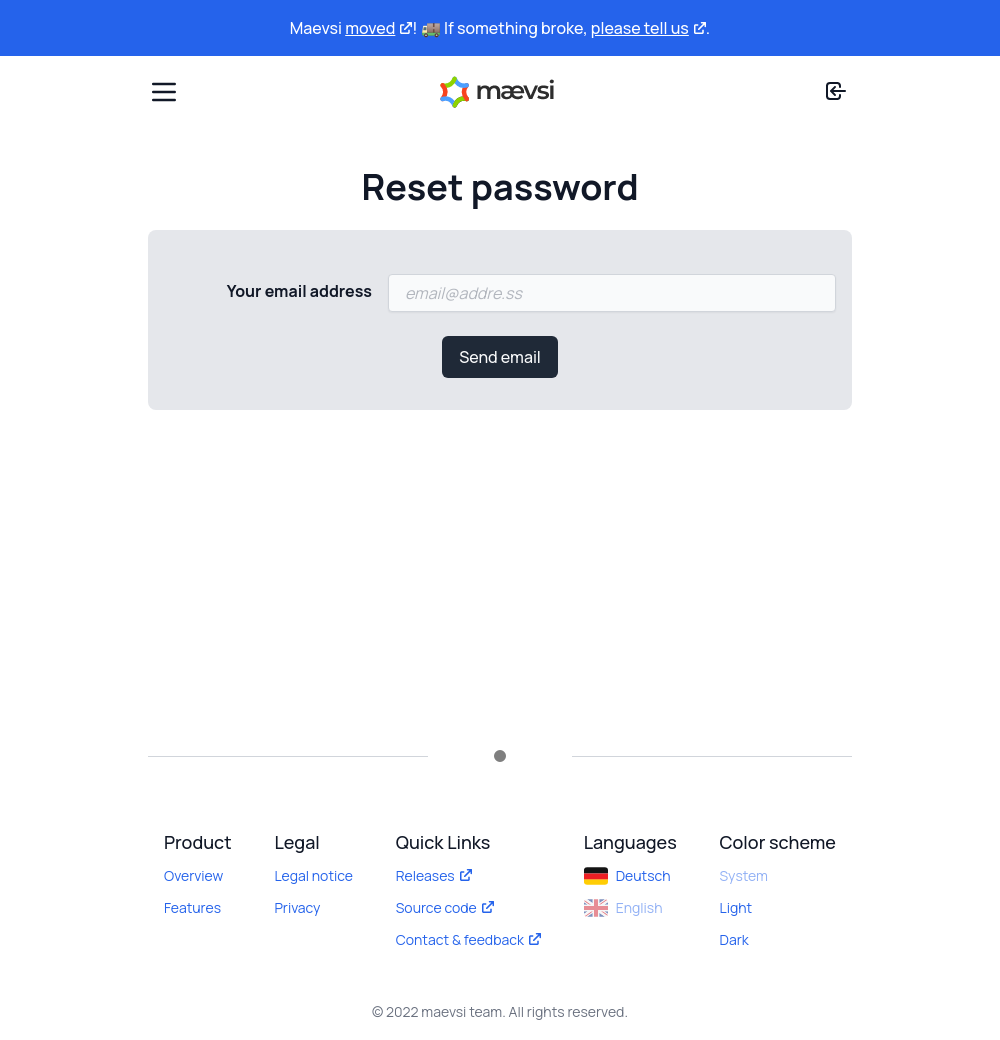 Maevsi moved ! 🚚 If something broke, please tell us .
mævsi
Reset password
Your email address
email@addre.ss
Send email
Product
Overview
Features
Legal
Legal notice
Privacy
Quick Links
Releases
Source code
Contact & feedback
Languages
Deutsch
English
Color scheme
System
Light
Dark
© 2022 maevsi team. All rights reserved.